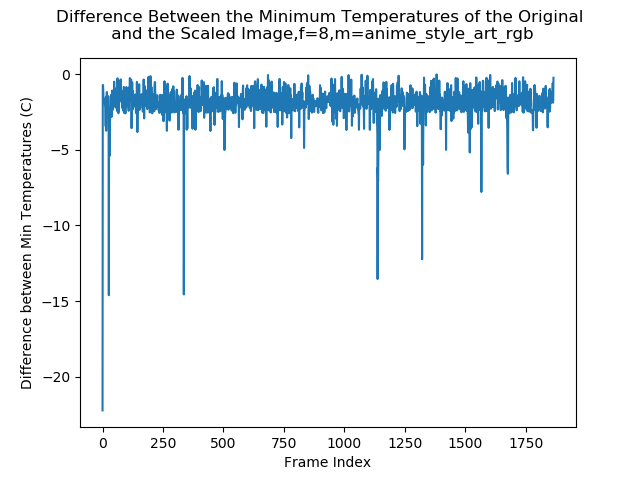 Difference Between the Minimum Temperatures of the Original
and the Scaled Image,f=8,m=anime_style_art_rgb
0
−5
−10
−15
−20
Difference between Min Temperatures (C)
0 250 500 750 1000 1250 1500 1750
Frame Index